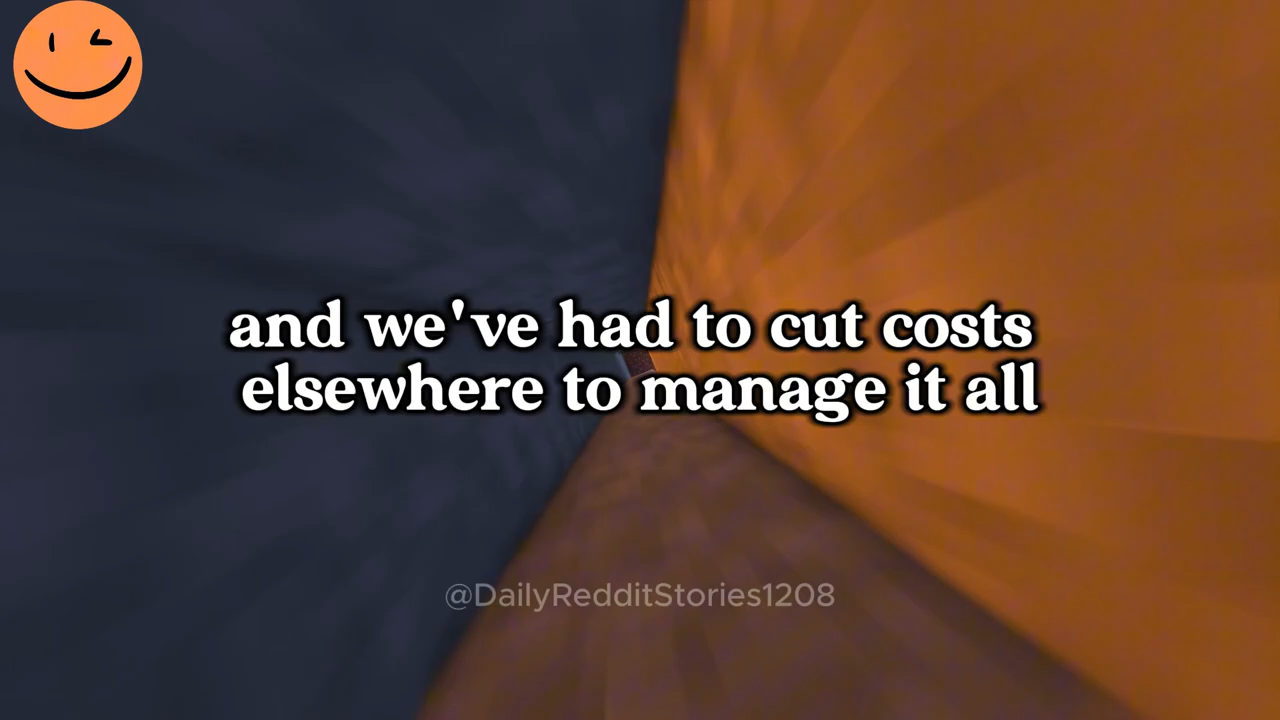 and we've had to cut costs
elsewhere to manage it all
@DailyRedditStories1208